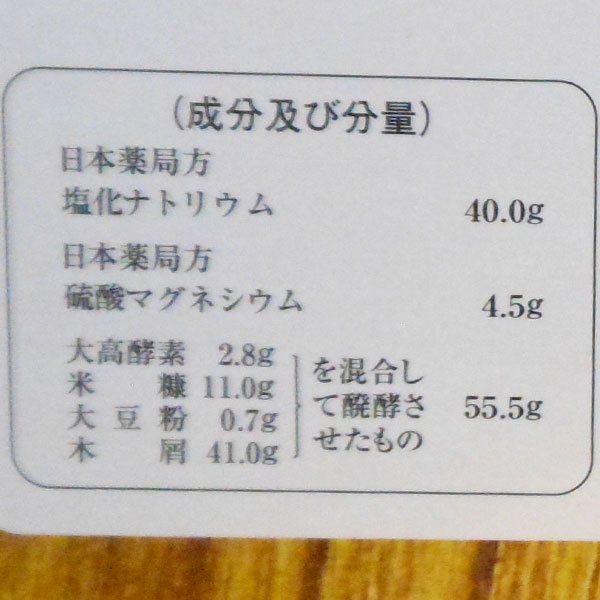 (成分及び分量)
日本薬局方
塩化ナトリウム 40.0g
日本薬局方
硫酸マグネシウム 4.5g
大高酵素 2.8g
米糠 11.0g
大豆粉 0.7g
木屑 41.0g
を混合し
て醗酵さ
せたもの
55.5g